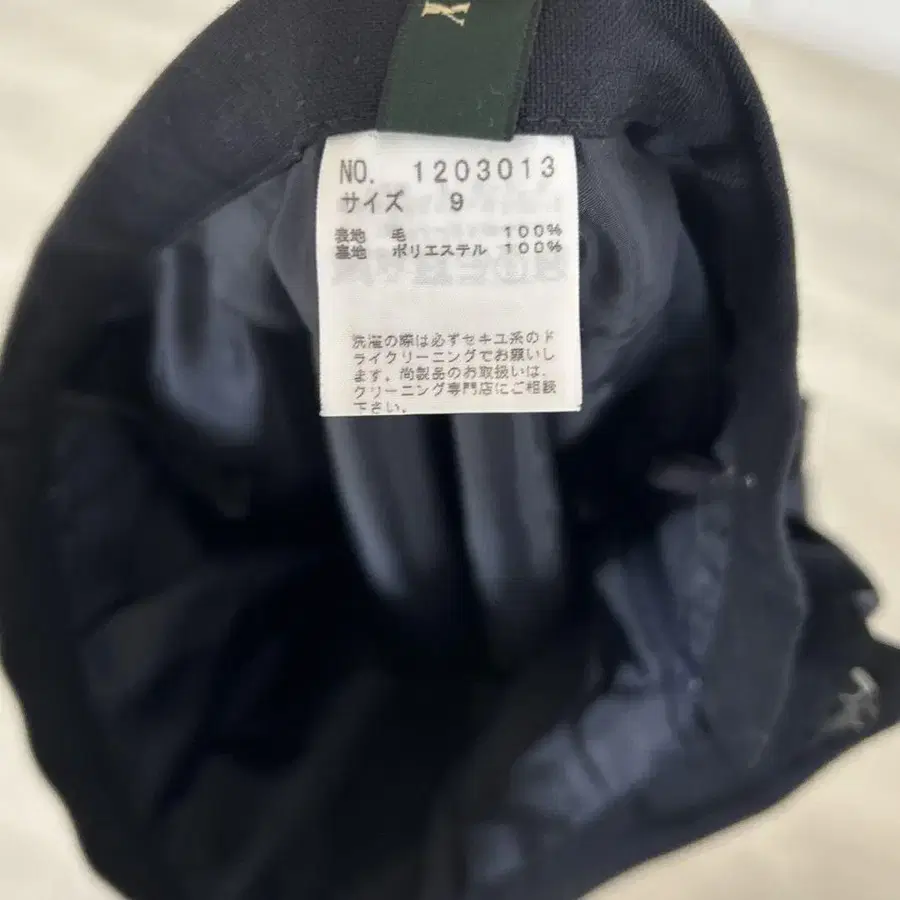 X
NO. 1203013
サイズ 9
表地 毛 100%
裏地 ポリエステル 100%
洗濯の際は必ずセキユ系のド
ライクリーニングでお願いし
ます。尚製品のお取扱いは、
クリーニング専門店にご相談
下さい。